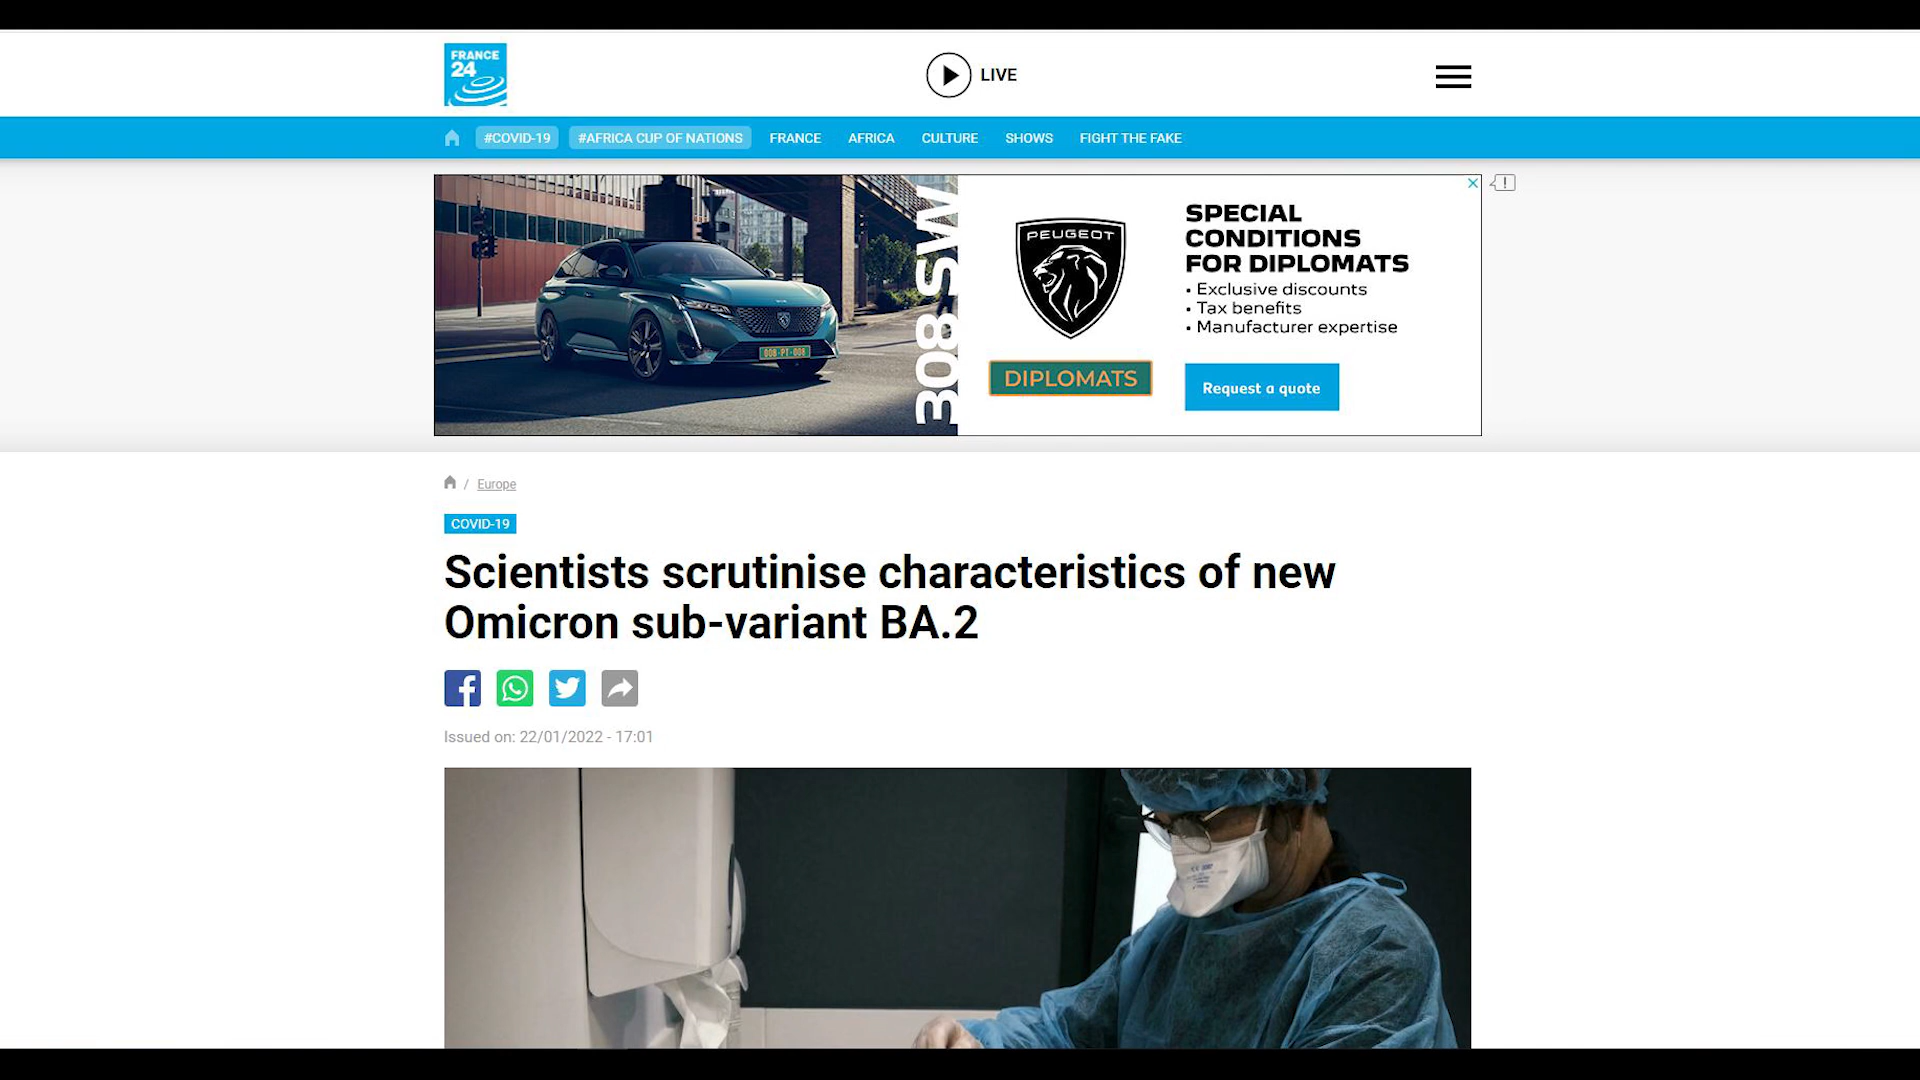 FRANCE
24
LIVE
#COVID-19 #AFRICA CUP OF NATIONS FRANCE AFRICA CULTURE SHOWS FIGHT THE FAKE
308 SW
PEUGEOT
DIPLOMATS
SPECIAL
CONDITIONS
FOR DIPLOMATS
• Exclusive discounts
• Tax benefits
• Manufacturer expertise
Request a quote
/ Europe
COVID-19
Scientists scrutinise characteristics of new
Omicron sub-variant BA.2
Issued on: 22/01/2022 - 17:01